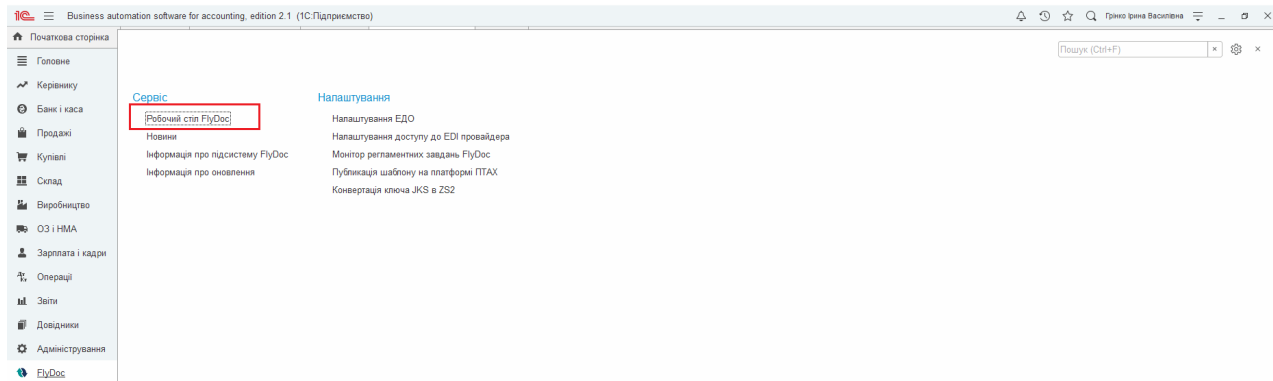 1С Business automation software for accounting, edition 2.1 (1С:Підприємство)
Грінко Ірина Василівна
Початкова сторінка
Пошук (Ctrl+F)
Головне
Керівнику
Банк і каса
Продажі
Купівлі
Склад
Виробництво
ОЗ і НМА
Зарплата і кадри
Операції
Звіти
Довідники
Адміністрування
FlyDoc
Сервіс
Робочий стіл FlyDoc
Новини
Інформація про підсистему FlyDoc
Інформація про оновлення
Налаштування
Налаштування ЕДО
Налаштування доступу до EDI провайдера
Монітор регламентних завдань FlyDoc
Публикація шаблону на платформі ПТАХ
Конвертація ключа JKS в ZS2